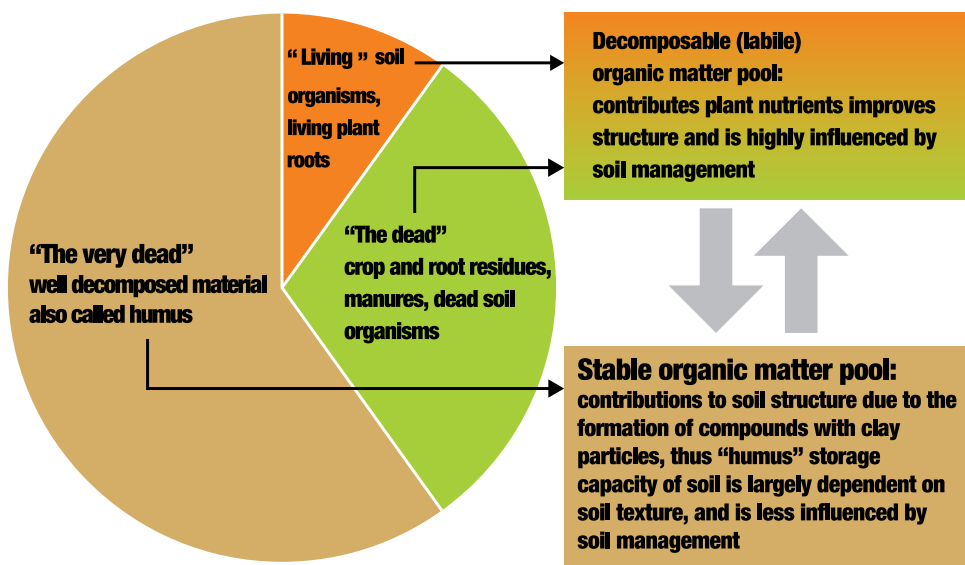 “ Living ” soil
organisms,
living plant
roots
“The dead”
crop and root residues,
manures, dead soil
organisms
“The very dead”
well decomposed material
also called humus
Decomposable (labile)
organic matter pool:
contributes plant nutrients improves
structure and is highly influenced by
soil management
Stable organic matter pool:
contributions to soil structure due to the
formation of compounds with clay
particles, thus “humus” storage
capacity of soil is largely dependent on
soil texture, and is less influenced by
soil management